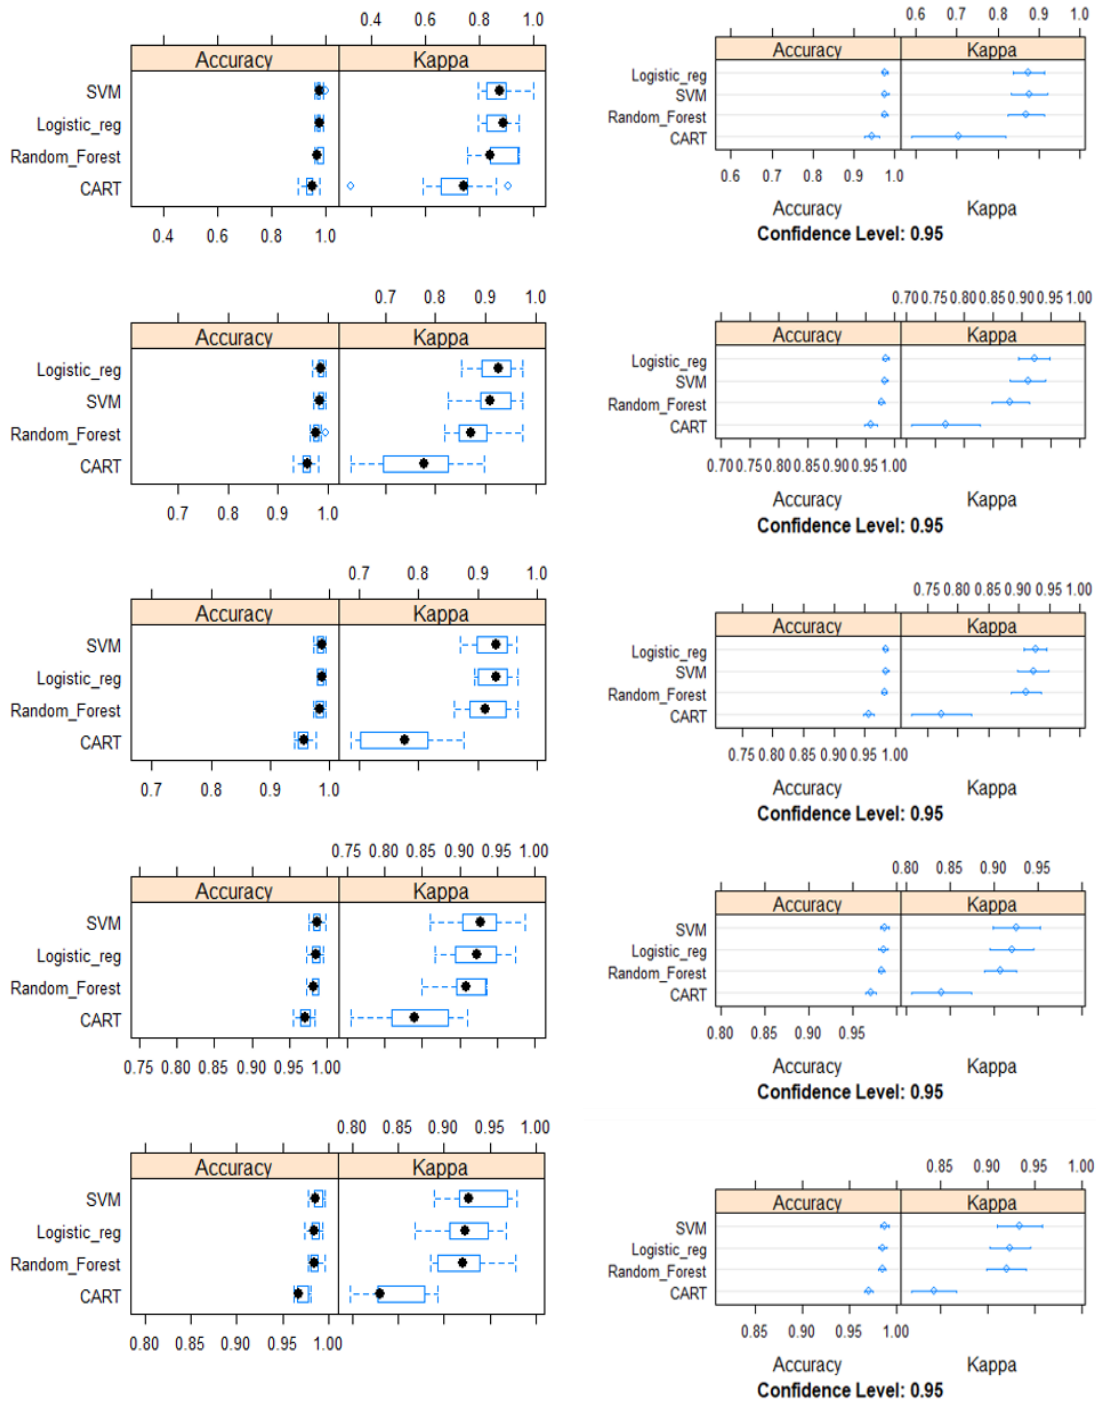 0.4 0.6 0.8 1.0
Accuracy Kappa
SVM
Logistic_reg
Random_Forest
CART
0.4 0.6 0.8 1.0
0.6 0.7 0.8 0.9 1.0
Accuracy Kappa
Logistic_reg
SVM
Random_Forest
CART
0.6 0.7 0.8 0.9 1.0
Accuracy Kappa
Confidence Level: 0.95
0.7 0.8 0.9 1.0
Accuracy Kappa
Logistic_reg
SVM
Random_Forest
CART
0.7 0.8 0.9 1.0
0.70 0.75 0.80 0.85 0.90 0.95 1.00
Accuracy Kappa
Logistic_reg
SVM
Random_Forest
CART
0.70 0.75 0.80 0.85 0.90 0.95 1.00
Accuracy Kappa
Confidence Level: 0.95
0.7 0.8 0.9 1.0
Accuracy Kappa
SVM
Logistic_reg
Random_Forest
CART
0.7 0.8 0.9 1.0
0.75 0.80 0.85 0.90 0.95 1.00
Accuracy Kappa
Logistic_reg
SVM
Random_Forest
CART
0.75 0.80 0.85 0.90 0.95 1.00
Accuracy Kappa
Confidence Level: 0.95
0.75 0.80 0.85 0.90 0.95 1.00
Accuracy Kappa
SVM
Logistic_reg
Random_Forest
CART
0.75 0.80 0.85 0.90 0.95 1.00
0.80 0.85 0.90 0.95
Accuracy Kappa
SVM
Logistic_reg
Random_Forest
CART
0.80 0.85 0.90 0.95
Accuracy Kappa
Confidence Level: 0.95
0.80 0.85 0.90 0.95 1.00
Accuracy Kappa
SVM
Logistic_reg
Random_Forest
CART
0.80 0.85 0.90 0.95 1.00
0.85 0.90 0.95 1.00
Accuracy Kappa
SVM
Logistic_reg
Random_Forest
CART
0.85 0.90 0.95 1.00
Accuracy Kappa
Confidence Level: 0.95